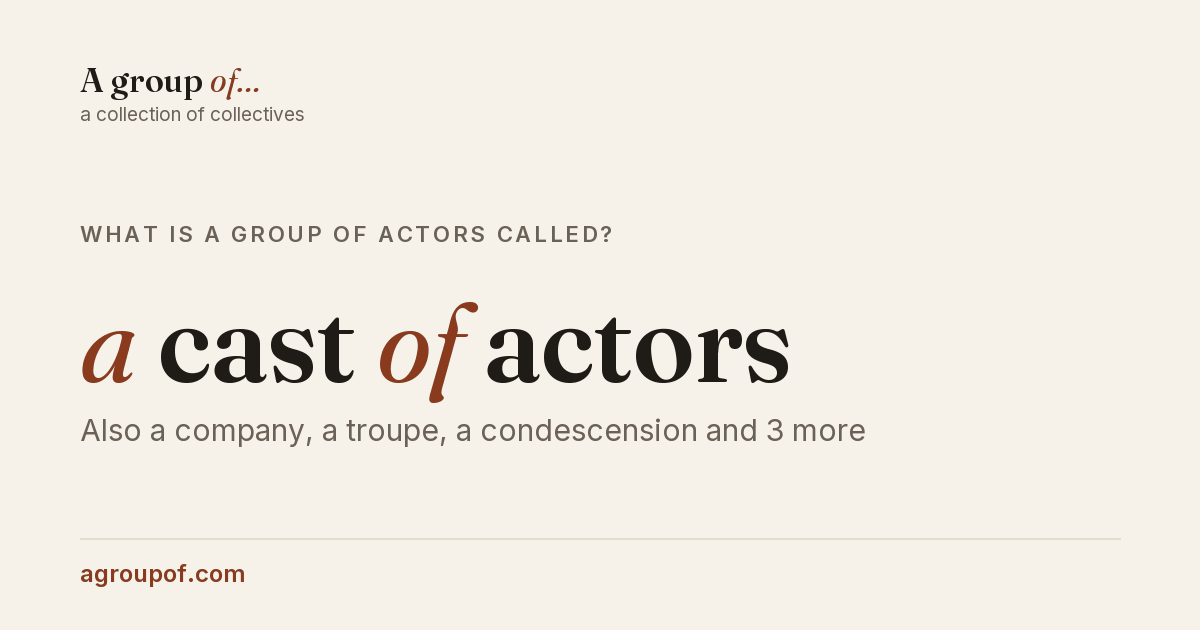 A group of...
a collection of collectives
WHAT IS A GROUP OF ACTORS CALLED?
a cast of actors
Also a company, a troupe, a condescension and 3 more
agroupof.com